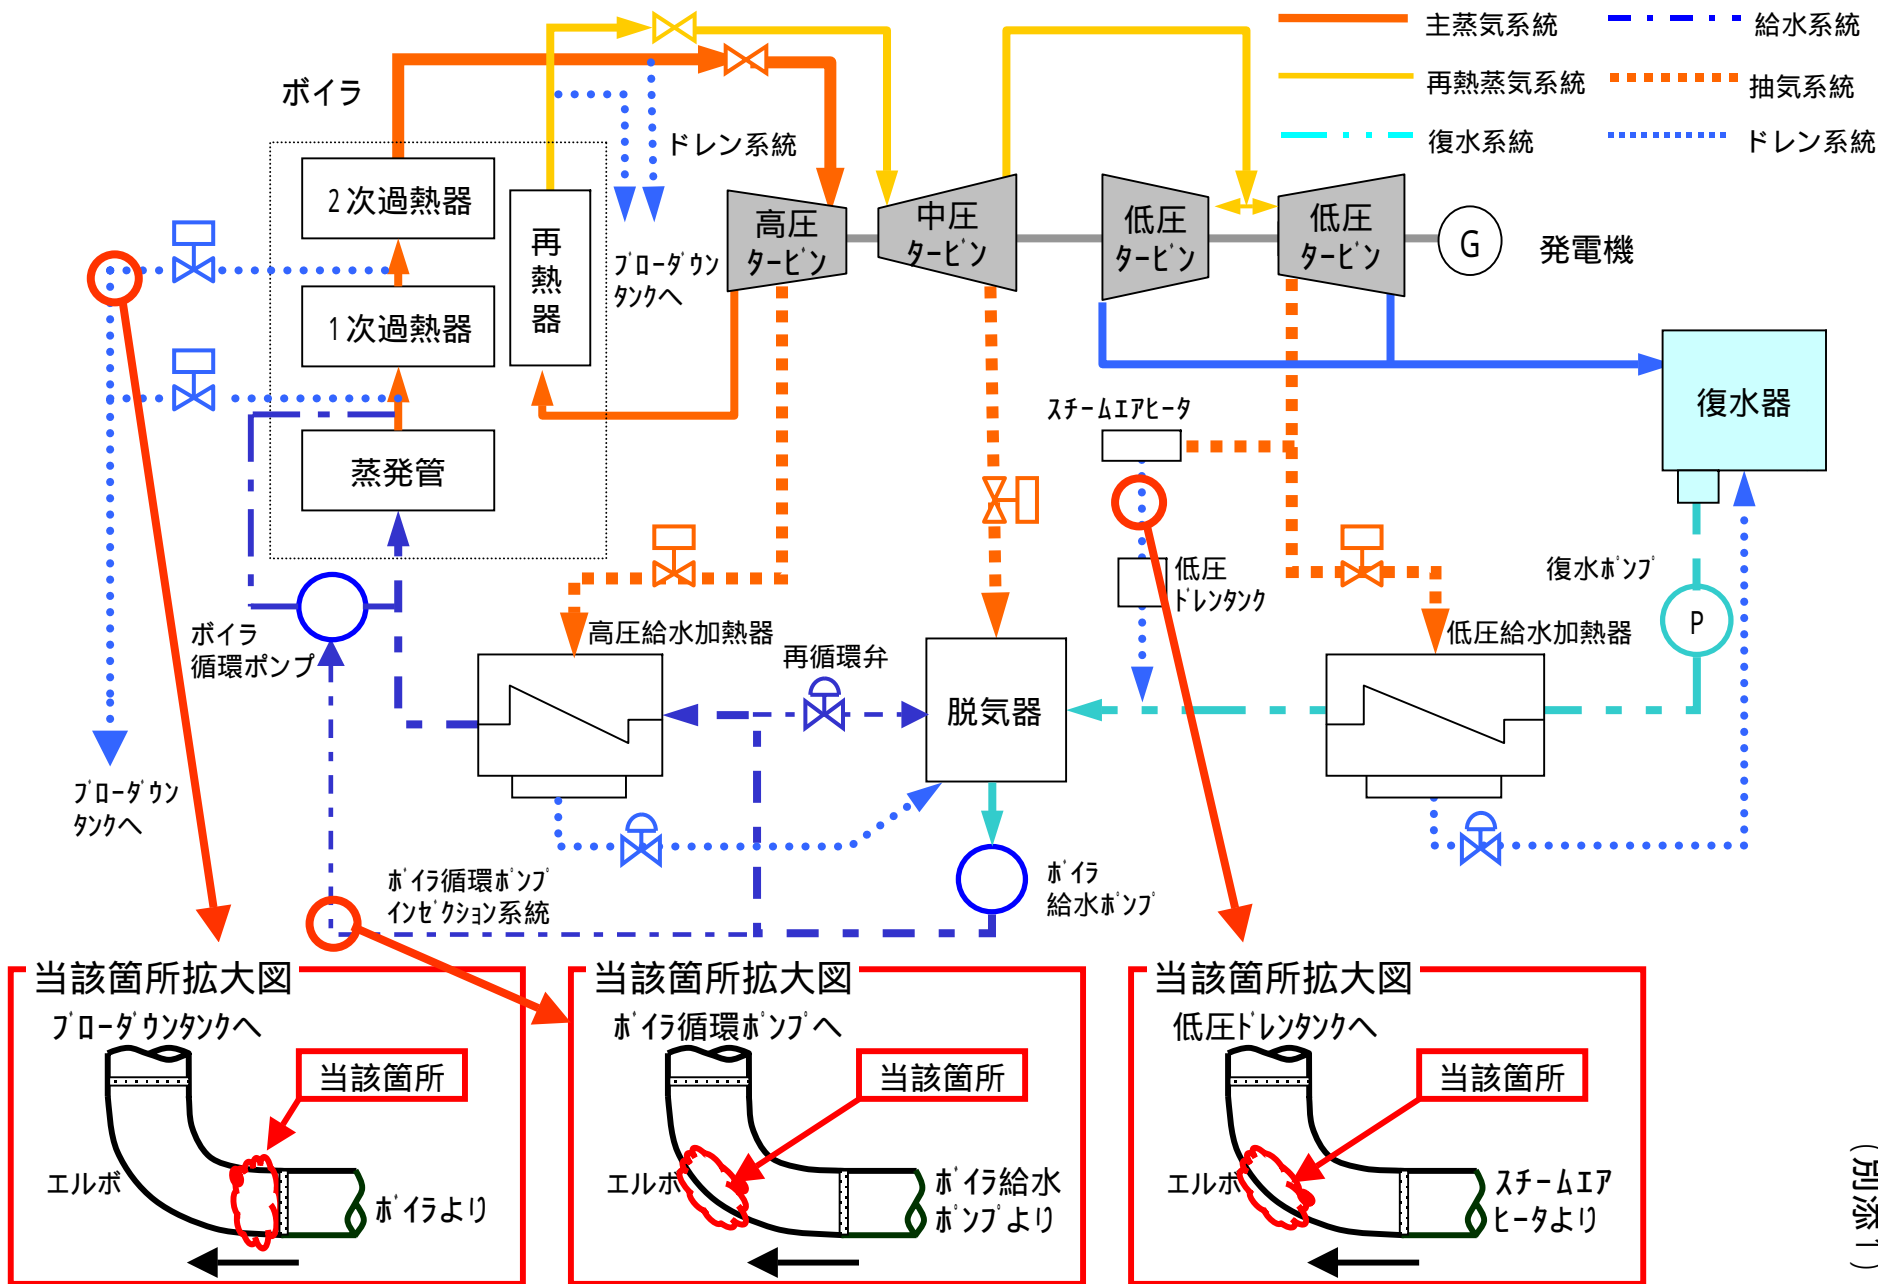 主蒸気系統
給水系統
再熱蒸気系統
抽気系統
復水系統
ドレン系統
ボイラ
ドレン系統
2次過熱器
1次過熱器
蒸発管
再熱器
ブローダウン
タンクへ
高圧
タービン
中圧
タービン
低圧
タービン
低圧
タービン
G
発電機
復水器
スチームエアヒータ
低圧
ドレンタンク
復水ポンプ
P
ボイラ
循環ポンプ
高圧給水加熱器
再循環弁
脱気器
低圧給水加熱器
ブローダウン
タンクへ
ボイラ循環ポンプ
インゼクション系統
ボイラ
給水ポンプ
当該箇所拡大図
ブローダウンタンクへ
当該箇所
エルボ
ボイラより
当該箇所拡大図
ボイラ循環ポンプへ
当該箇所
エルボ
ボイラ給水
ポンプより
当該箇所拡大図
低圧ドレンタンクへ
当該箇所
エルボ
スチームエア
ヒータより
(別添1)